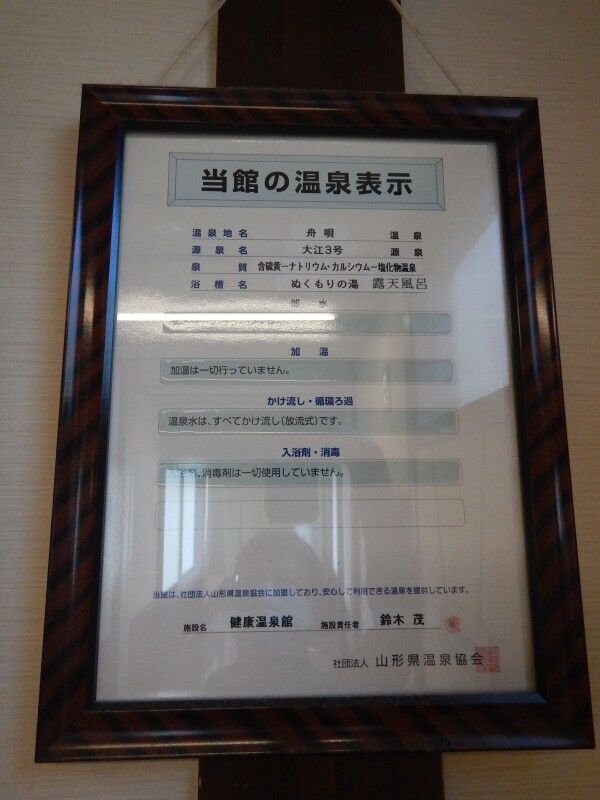 当館の温泉表示
温泉地名 舟唄 温泉
源泉名 大江3号 源泉
泉質 含硫黄ーナトリウム・カルシウムー塩化物温泉
浴槽名 ぬくもりの湯 露天風呂
加水
加温
加温は一切行っていません。
かけ流し・循環ろ過
温泉水は、すべてかけ流し(放流式)です。
入浴剤・消毒
入浴剤、消毒剤は一切使用していません。
当館は、社団法人山形県温泉協会に加盟しており、安心して利用できる温泉を提供しています。
施設名 健康温泉館 施設責任者 鈴木 茂
社団法人 山形県温泉協会